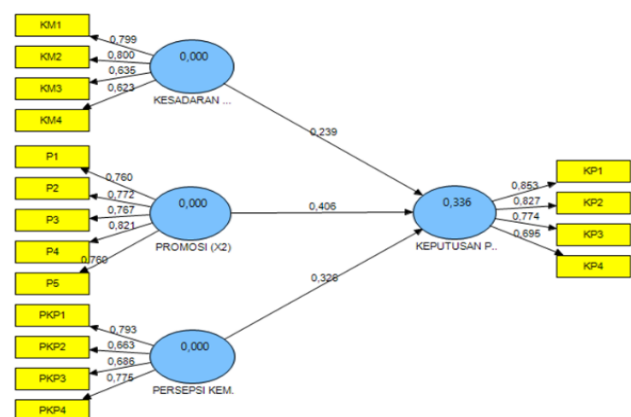 KM1
0,799
KM2
0,800
KM3
0,635
KM4
0,623
0,000
KESADARAN ...
0,239
P1
0,760
P2
0,772
P3
0,767
P4
0,821
P5
0,760
0,000
PROMOSI (X2)
0,406
PKP1
0,793
PKP2
0,663
PKP3
0,686
PKP4
0,775
0,000
PERSEPSI KEM.
0,326
0,336
KEPUTUSAN P..
KP1
0,853
KP2
0,827
KP3
0,774
KP4
0,695